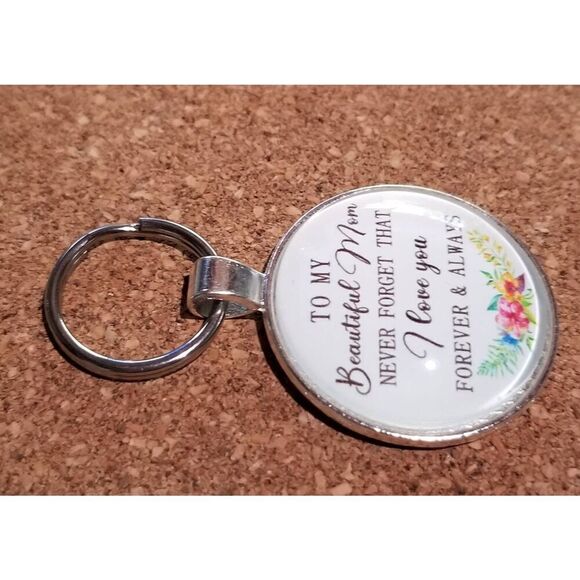 TO MY
Beautiful Mom
NEVER FORGET THAT
I love you
FOREVER & ALWAYS